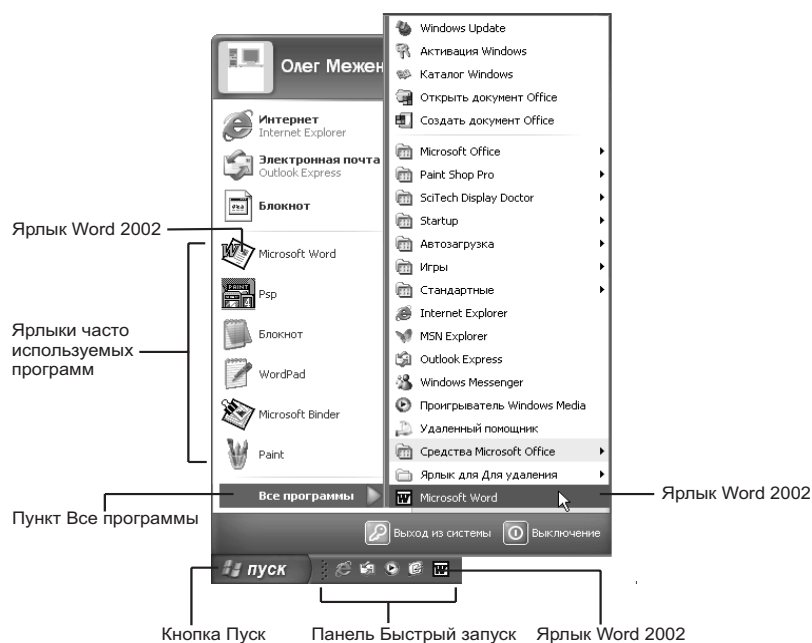 Олег Межен
Интернет
Internet Explorer
Электронная почта
Outlook Express
Блокнот
Microsoft Word
Psp
Блокнот
WordPad
Microsoft Binder
Paint
Все программы
Windows Update
Активация Windows
Каталог Windows
Открыть документ Office
Создать документ Office
Microsoft Office
Paint Shop Pro
SciTech Display Doctor
Startup
Автозагрузка
Игры
Стандартные
Internet Explorer
MSN Explorer
Outlook Express
Windows Messenger
Проигрыватель Windows Media
Удаленный помощник
Средства Microsoft Office
Ярлык для Для удаления
Microsoft Word
Выход из системы
Выключение
пуск
Ярлык Word 2002
Ярлыки часто
используемых
программ
Пункт Все программы
Ярлык Word 2002
Кнопка Пуск
Панель Быстрый запуск
Ярлык Word 2002